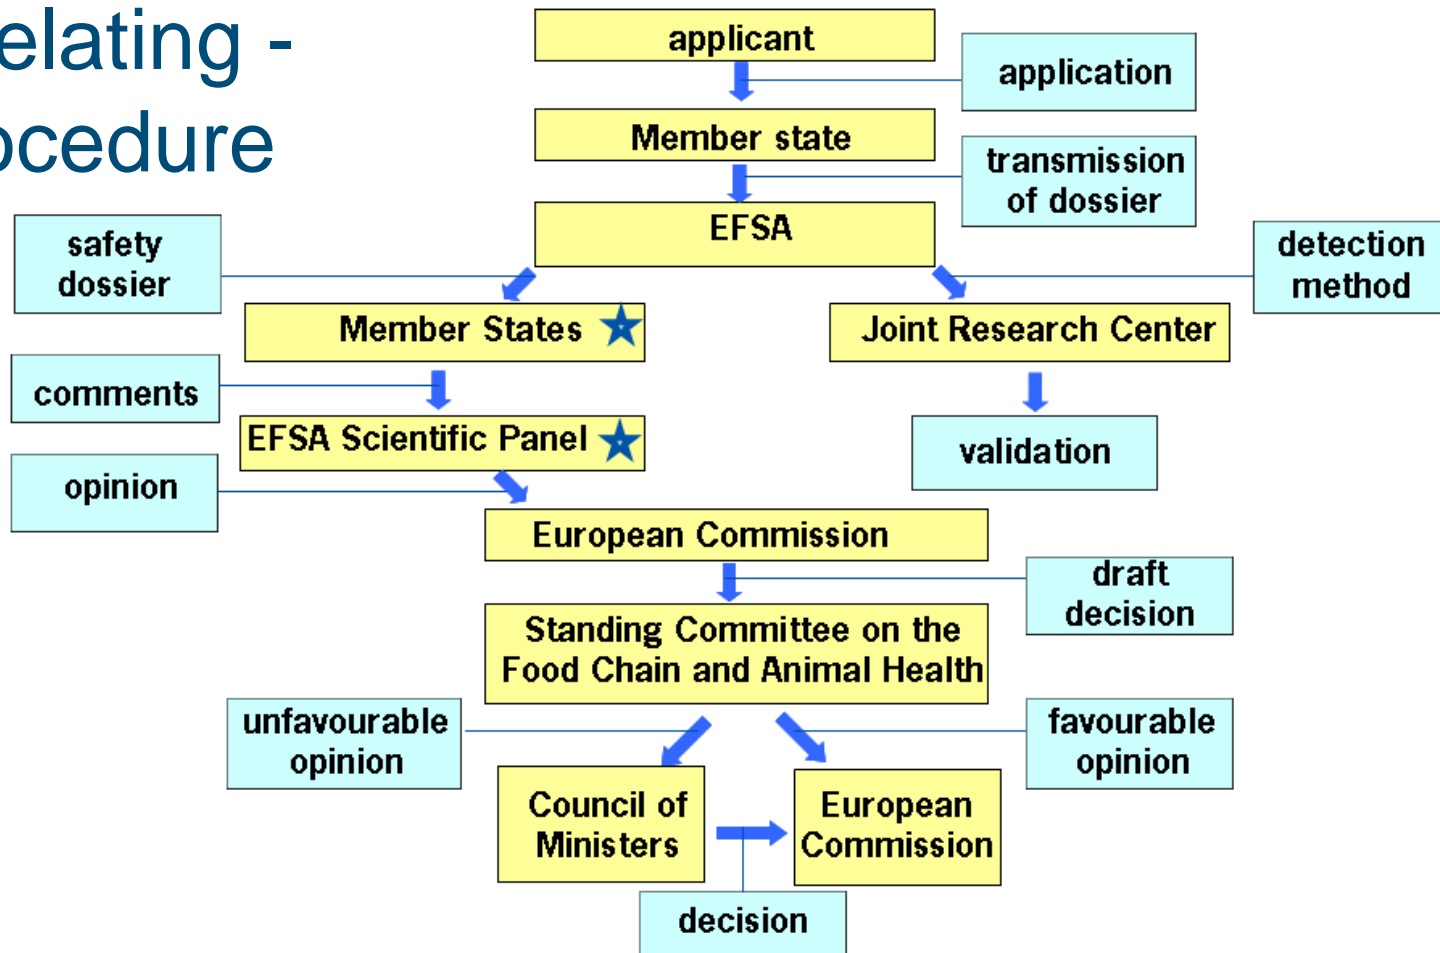 elating -
ocedure
applicant
application
Member state
transmission
of dossier
EFSA
safety
dossier
detection
method
Member States
Joint Research Center
comments
EFSA Scientific Panel
validation
opinion
European Commission
draft
decision
Standing Committee on the
Food Chain and Animal Health
unfavourable
opinion
favourable
opinion
Council of
Ministers
European
Commission
decision